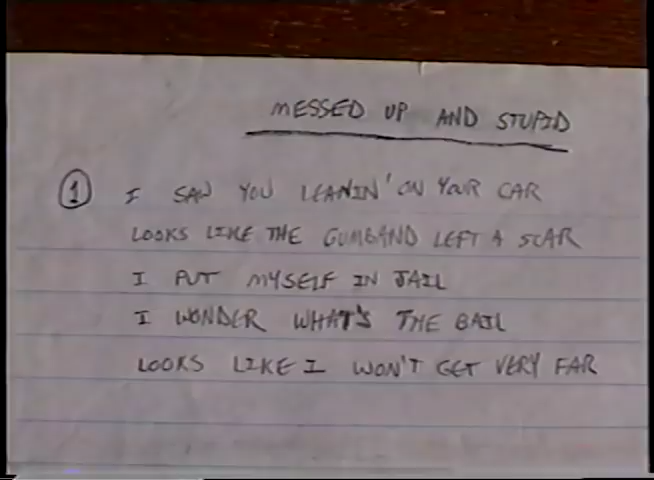 MESSED UP AND STUPID
1 I SAW YOU LEANIN' ON YOUR CAR
LOOKS LIKE THE GUMBAND LEFT A SCAR
I PUT MYSELF IN JAIL
I WONDER WHAT'S THE BAIL
LOOKS LIKE I WON'T GET VERY FAR